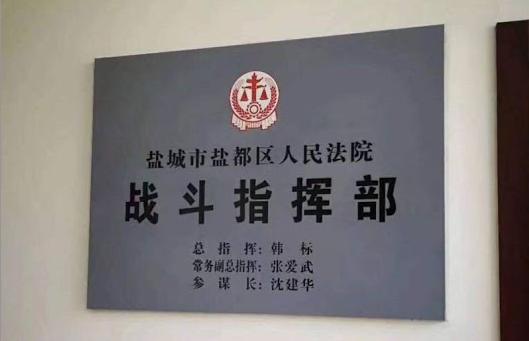 盐城市盐都区人民法院
战斗指挥部
总指挥:韩标
常务副总指挥:张爱武
参谋长:沈建华